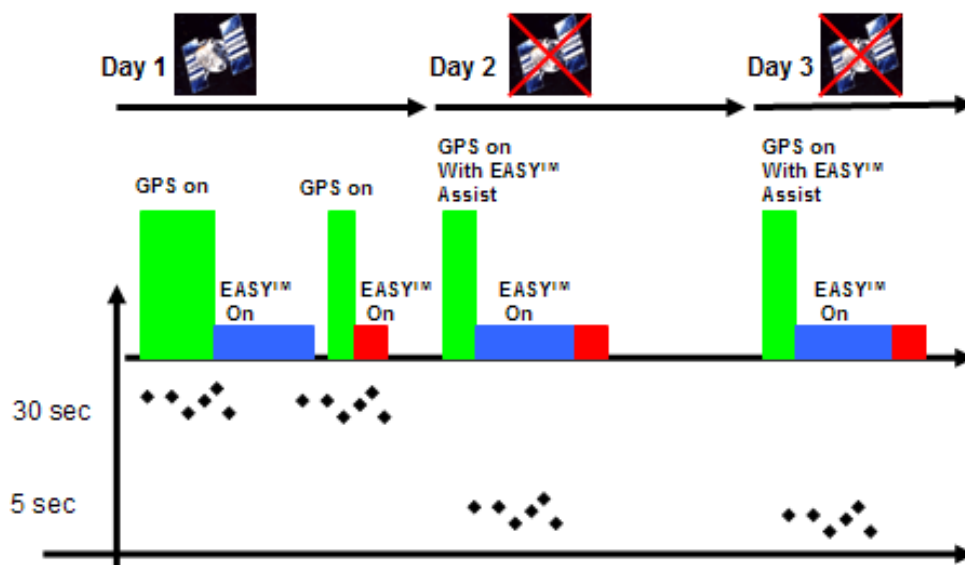 Day 1
Day 2
Day 3
GPS on
GPS on
GPS on
With EASY™
Assist
GPS on
With EASY™
Assist
EASY™
On
EASY™
On
EASY™
On
EASY™
On
30 sec
5 sec